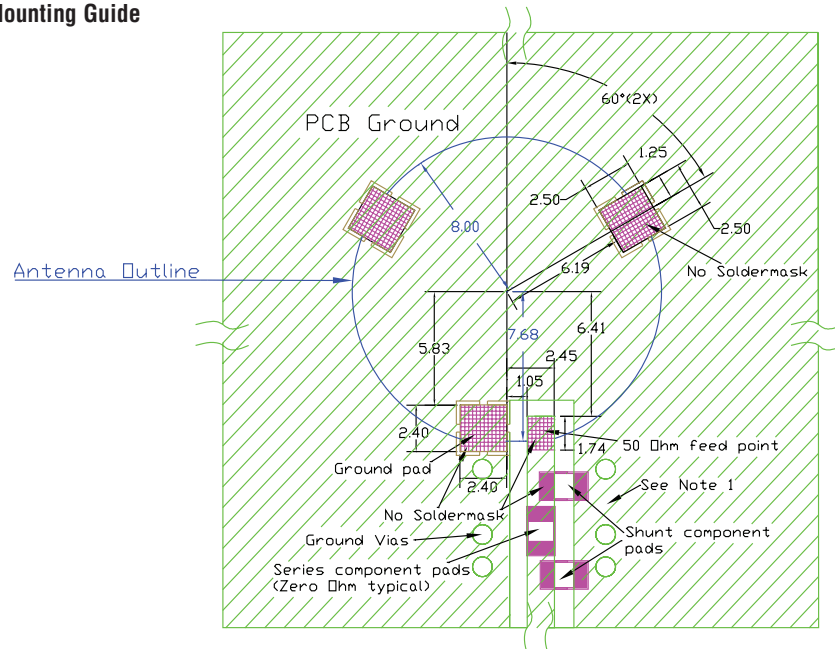 Mounting Guide
60°(2X)
PCB Ground
1.25
2.50
8.00
2.50
Antenna Outline
6.19
No Soldermask
7.68
6.41
5.83
2.45
1.05
2.40
50 Ohm feed point
1.74
Ground pad
2.40
See Note 1
No Soldermask
Ground Vias
Shunt component
pads
Series component pads
(Zero Ohm typical)